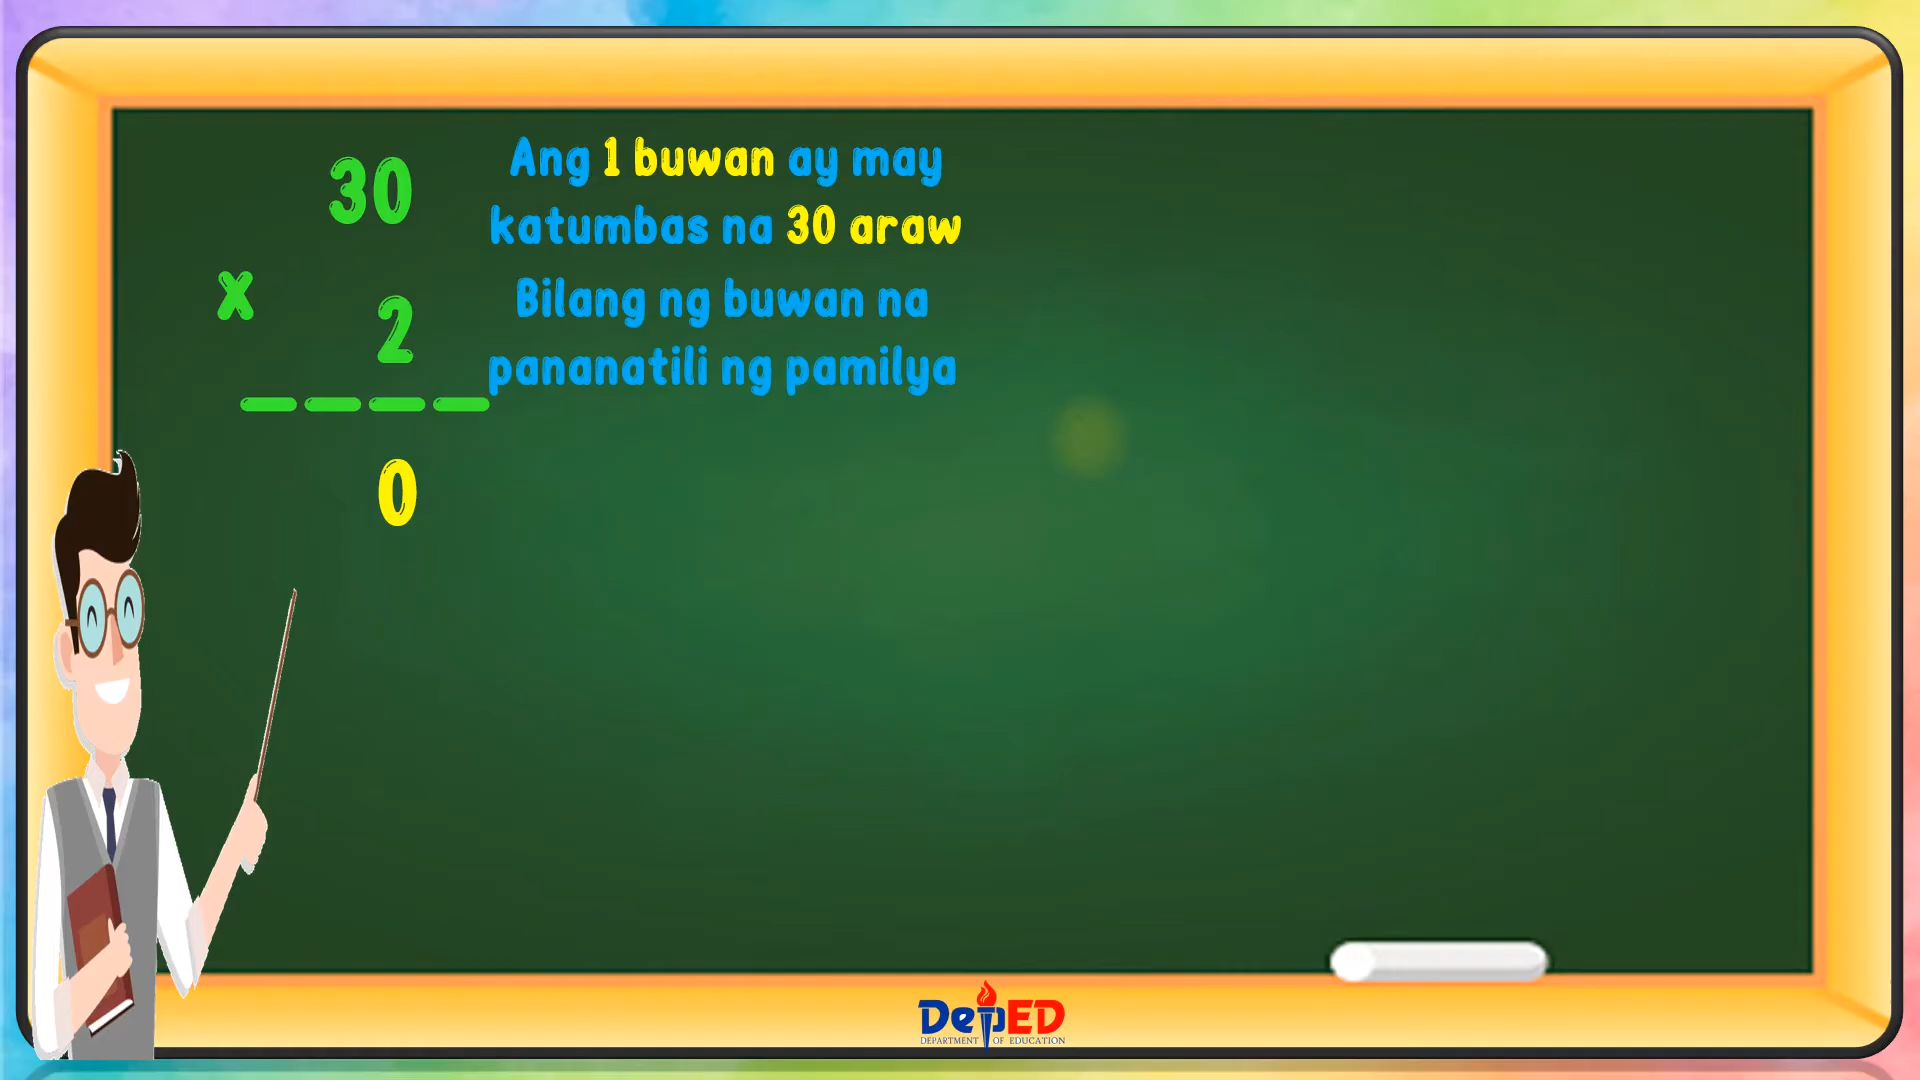 30
Ang 1 buwan ay may
katumbas na 30 araw
x 2
Bilang ng buwan na
pananatili ng pamilya
0
DepED
DEPARTMENT OF EDUCATION